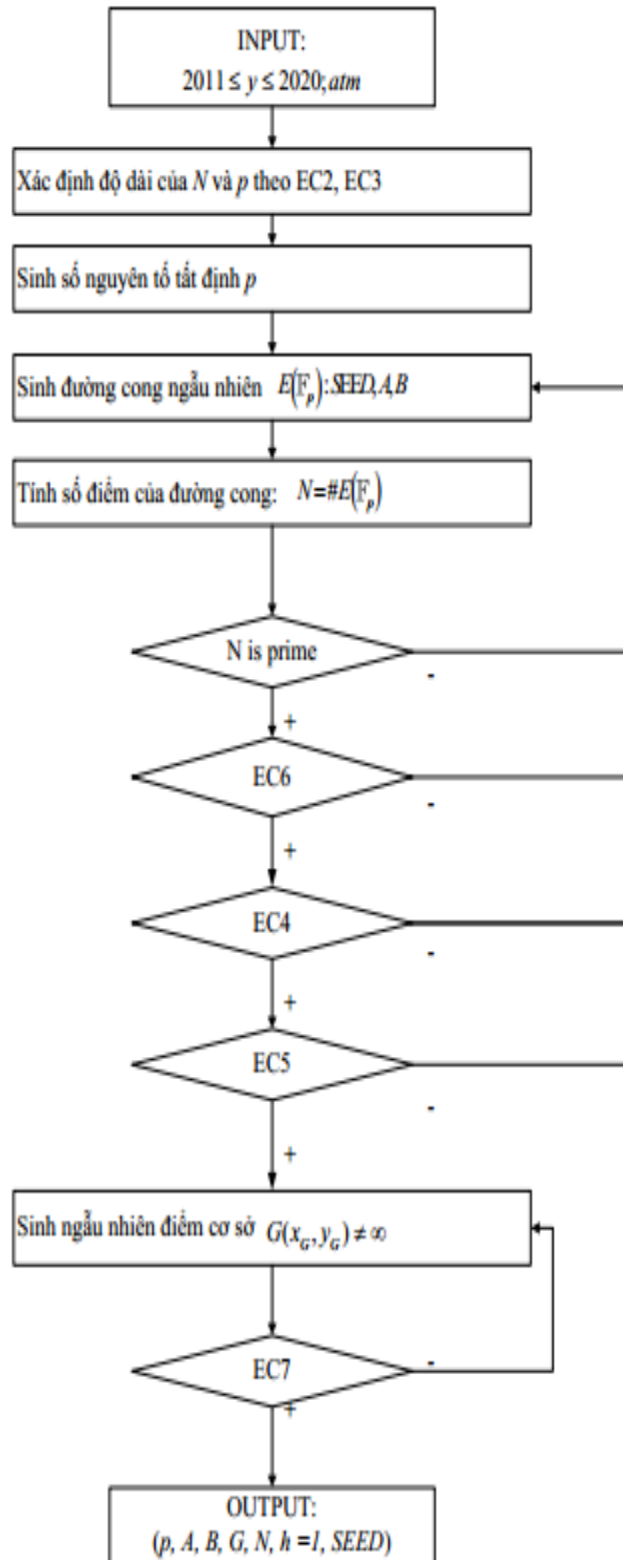 INPUT:
2011 ≤ y ≤ 2020; atm
Xác định độ dài của N và p theo EC2, EC3
Sinh số nguyên tố tất định p
Sinh đường cong ngẫu nhiên E(𝔽p): SEED, A, B
Tính số điểm của đường cong: N=#E(𝔽p)
N is prime
-
+
EC6
-
+
EC4
-
+
EC5
-
+
Sinh ngẫu nhiên điểm cơ sở G(xG, yG) ≠ ∞
EC7
-
+
OUTPUT:
(p, A, B, G, N, h =1, SEED)